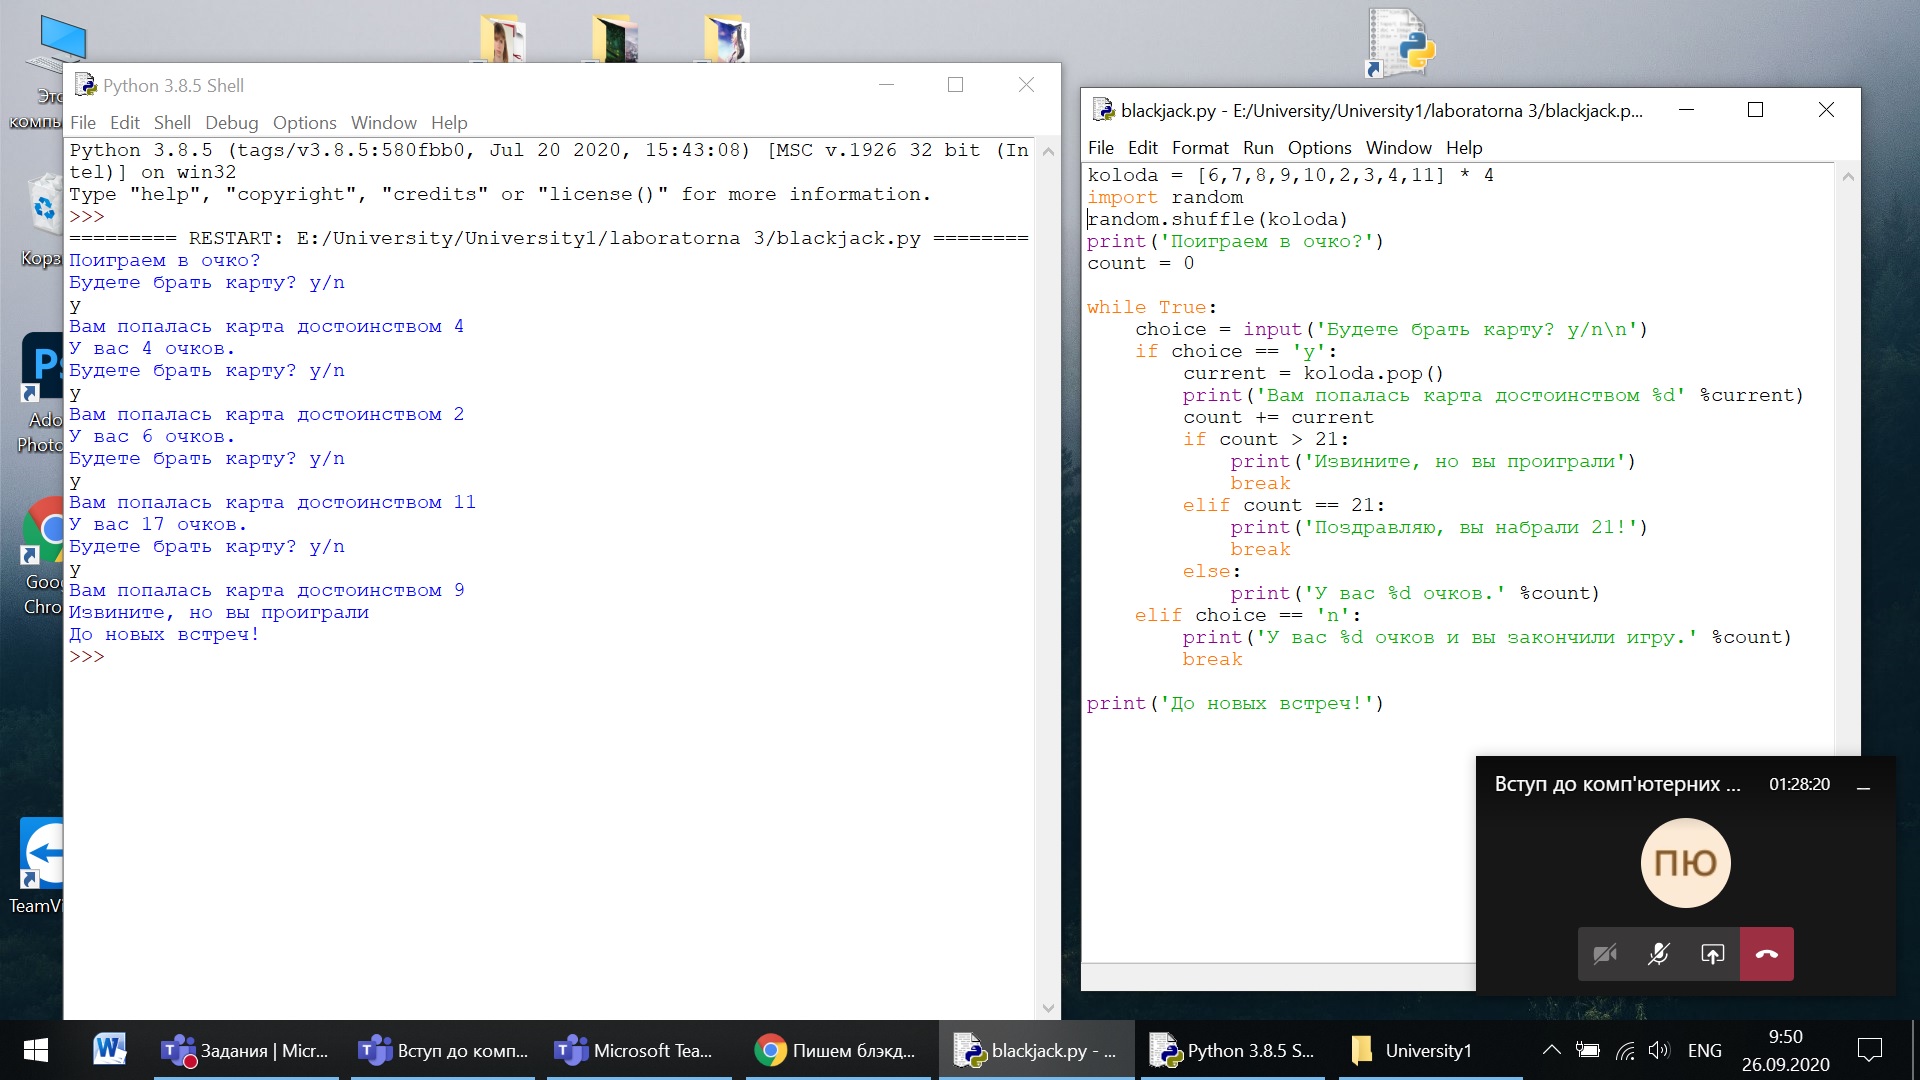 Это
компь
Корз
Ps
Ado
Photo
Goo
Chro
TeamVi
Python 3.8.5 Shell
File Edit Shell Debug Options Window Help
Python 3.8.5 (tags/v3.8.5:580fbb0, Jul 20 2020, 15:43:08) [MSC v.1926 32 bit (In
tel)] on win32
Type "help", "copyright", "credits" or "license()" for more information.
>>>
========= RESTART: E:/University/University1/laboratorna 3/blackjack.py ========
Поиграем в очко?
Будете брать карту? y/n
y
Вам попалась карта достоинством 4
У вас 4 очков.
Будете брать карту? y/n
y
Вам попалась карта достоинством 2
У вас 6 очков.
Будете брать карту? y/n
y
Вам попалась карта достоинством 11
У вас 17 очков.
Будете брать карту? y/n
y
Вам попалась карта достоинством 9
Извините, но вы проиграли
До новых встреч!
>>>
blackjack.py - E:/University/University1/laboratorna 3/blackjack.p...
File Edit Format Run Options Window Help
koloda = [6,7,8,9,10,2,3,4,11] * 4
import random
random.shuffle(koloda)
print('Поиграем в очко?')
count = 0
while True:
    choice = input('Будете брать карту? y/n\n')
    if choice == 'y':
        current = koloda.pop()
        print('Вам попалась карта достоинством %d' %current)
        count += current
        if count > 21:
            print('Извините, но вы проиграли')
            break
        elif count == 21:
            print('Поздравляю, вы набрали 21!')
            break
        else:
            print('У вас %d очков.' %count)
    elif choice == 'n':
        print('У вас %d очков и вы закончили игру.' %count)
        break
print('До новых встреч!')
Вступ до комп'ютерних ... 01:28:20
ПЮ
Задания | Micr...
Вступ до комп...
Microsoft Tea...
Пишем блэкд...
blackjack.py - ...
Python 3.8.5 S...
University1
ENG
9:50
26.09.2020